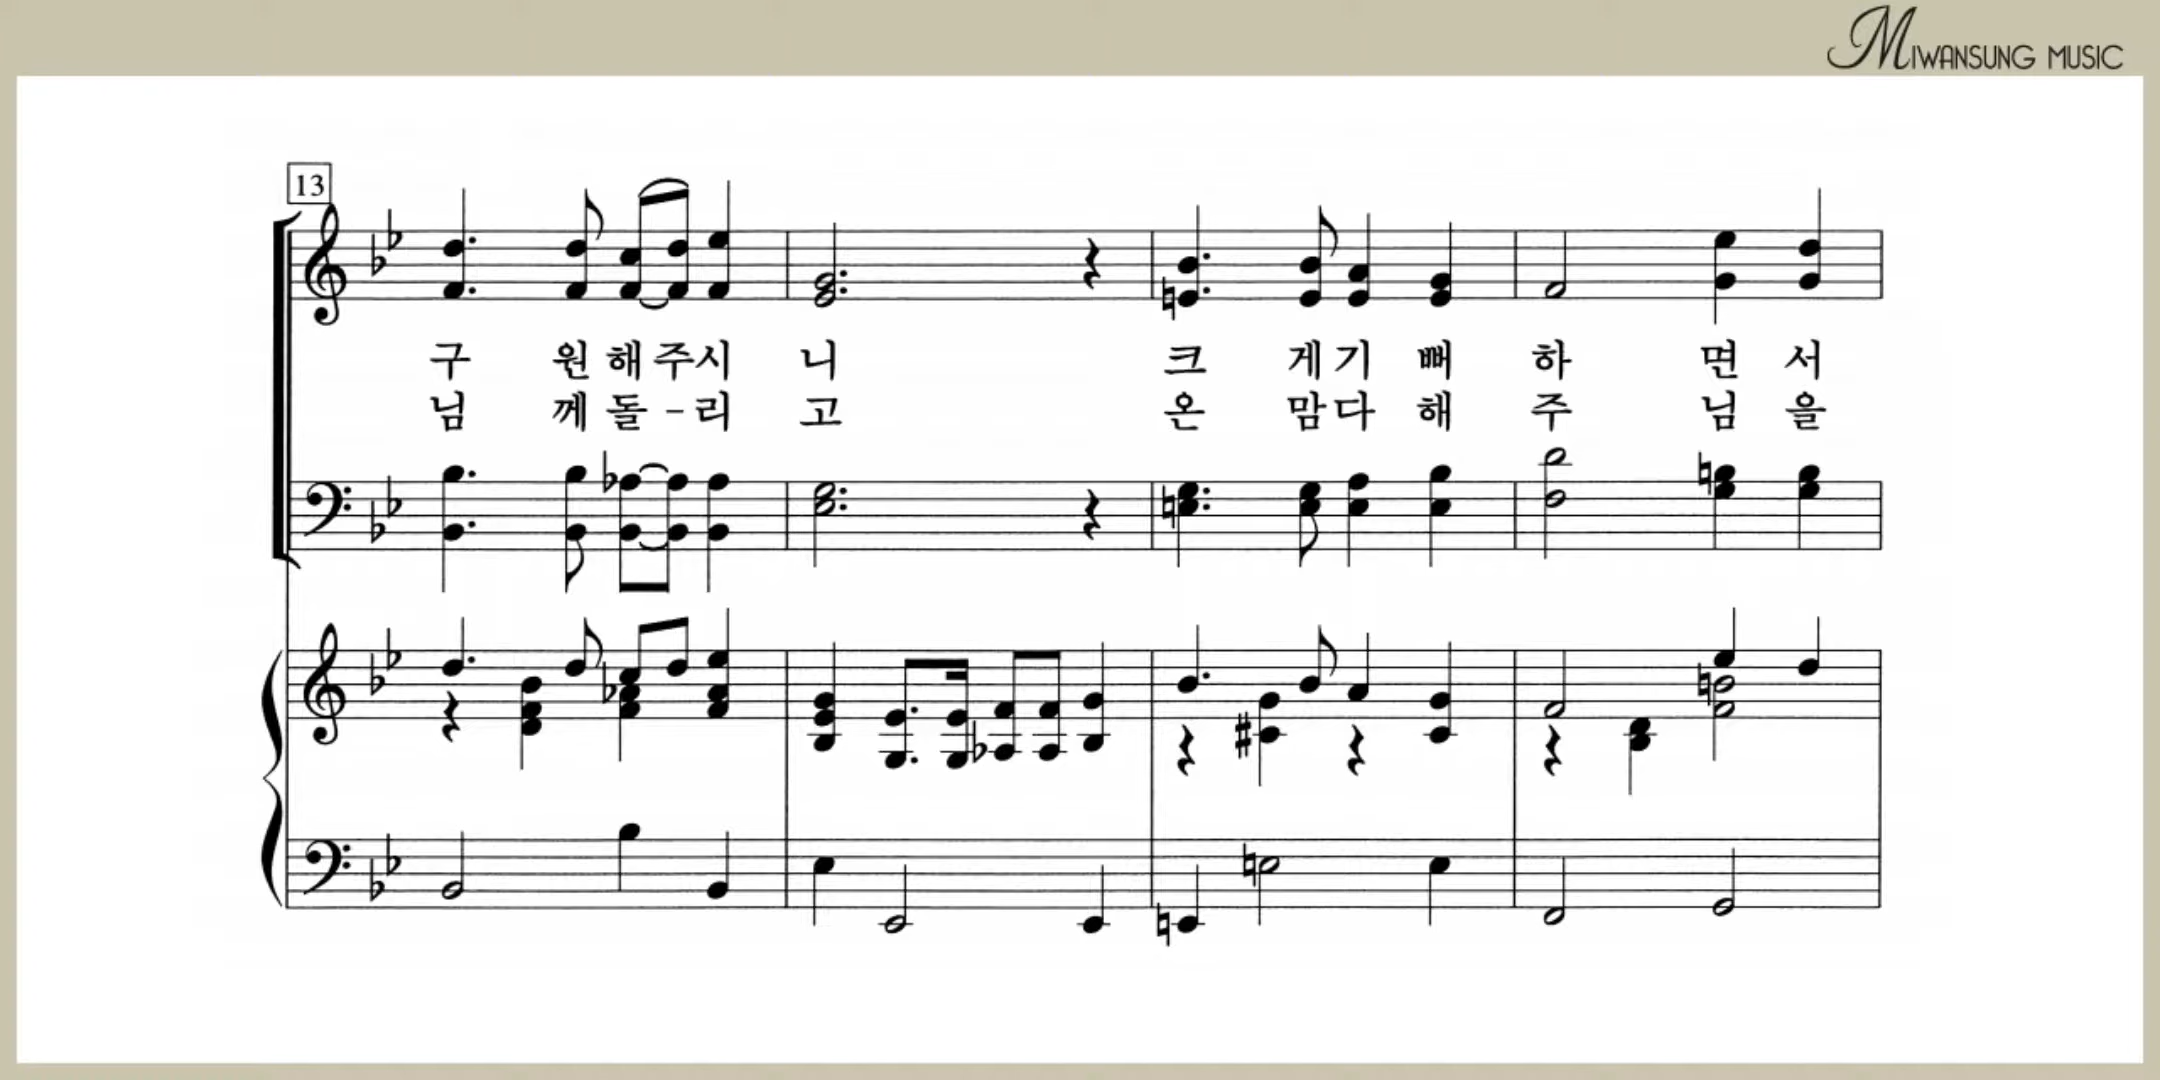 MIWANSUNG MUSIC
13
구 원 해 주시 니 크 게 기 뻐 하 면 서
님 께 돌 - 리 고 온 맘 다 해 주 님 을